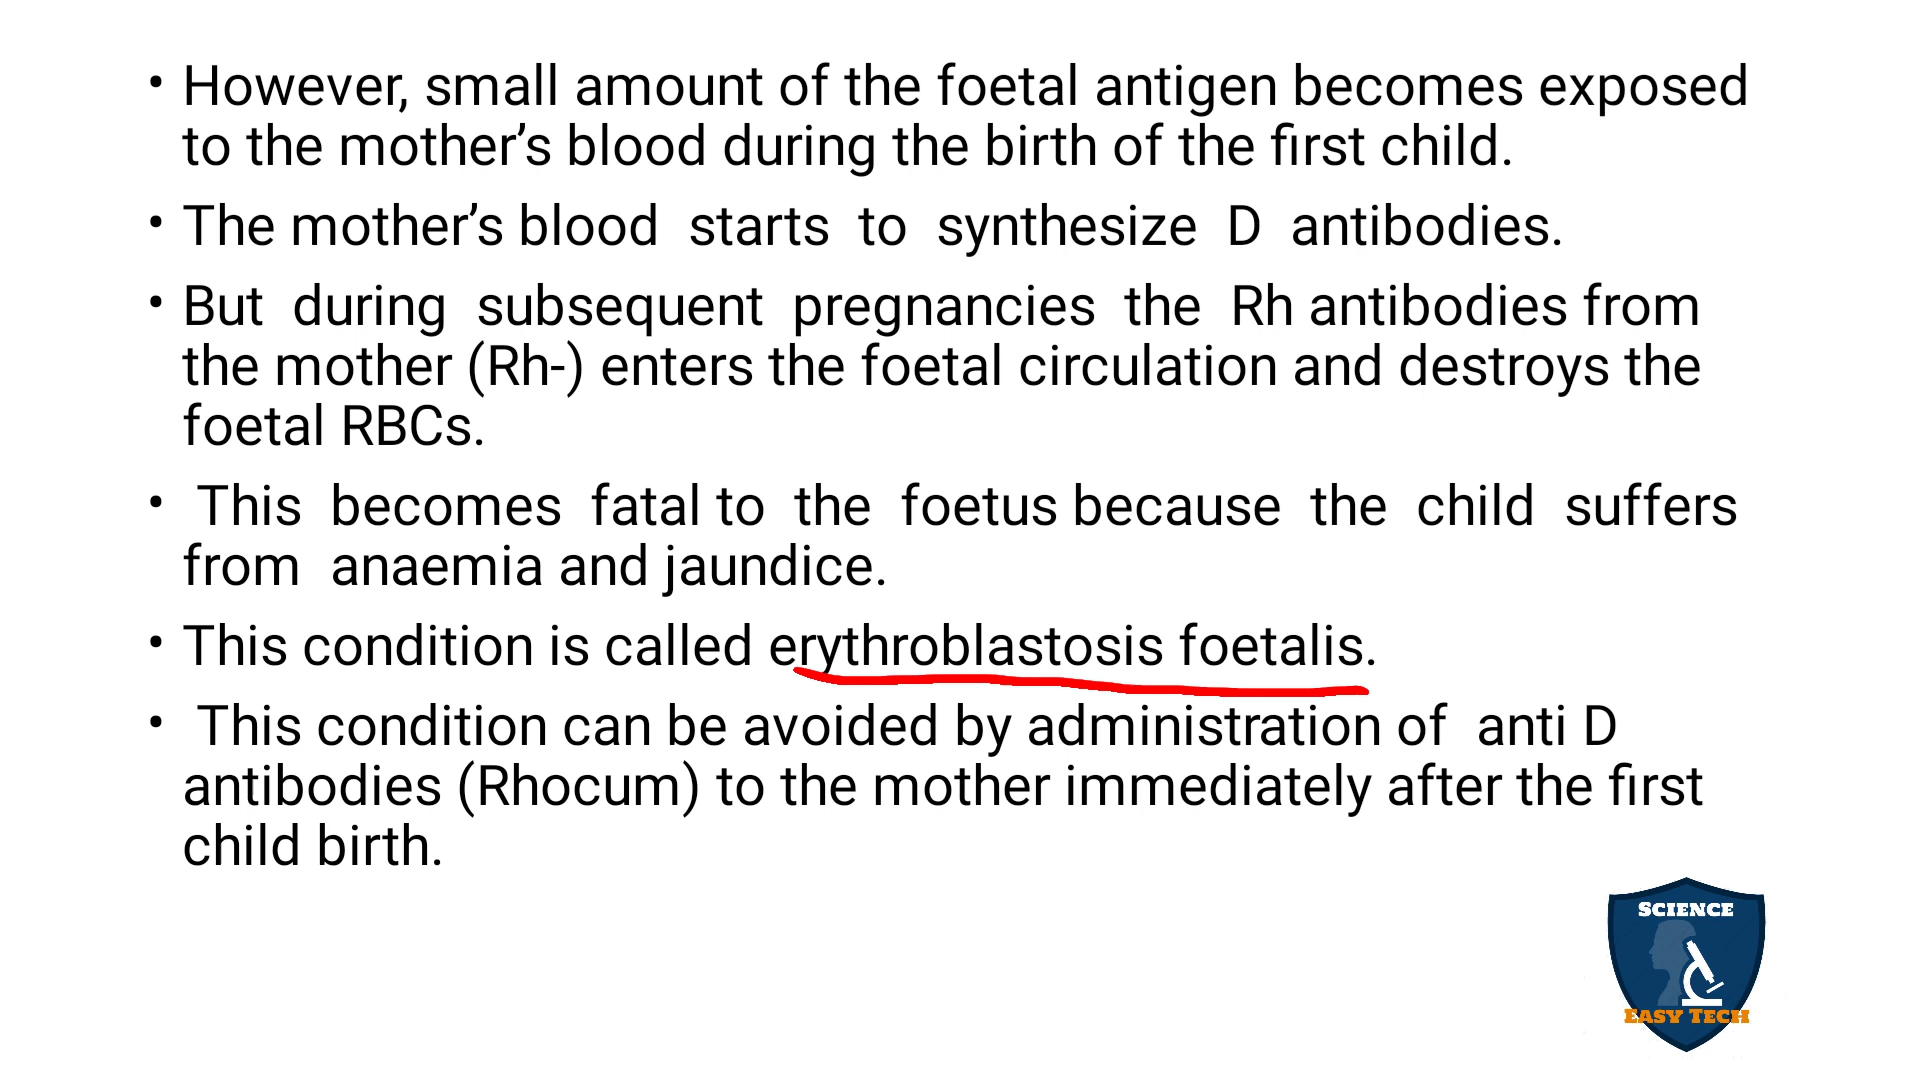 • However, small amount of the foetal antigen becomes exposed
to the mother’s blood during the birth of the first child.
• The mother’s blood starts to synthesize D antibodies.
• But during subsequent pregnancies the Rh antibodies from
the mother (Rh-) enters the foetal circulation and destroys the
foetal RBCs.
• This becomes fatal to the foetus because the child suffers
from anaemia and jaundice.
• This condition is called erythroblastosis foetalis.
• This condition can be avoided by administration of anti D
antibodies (Rhocum) to the mother immediately after the first
child birth.
SCIENCE
EASY TECH